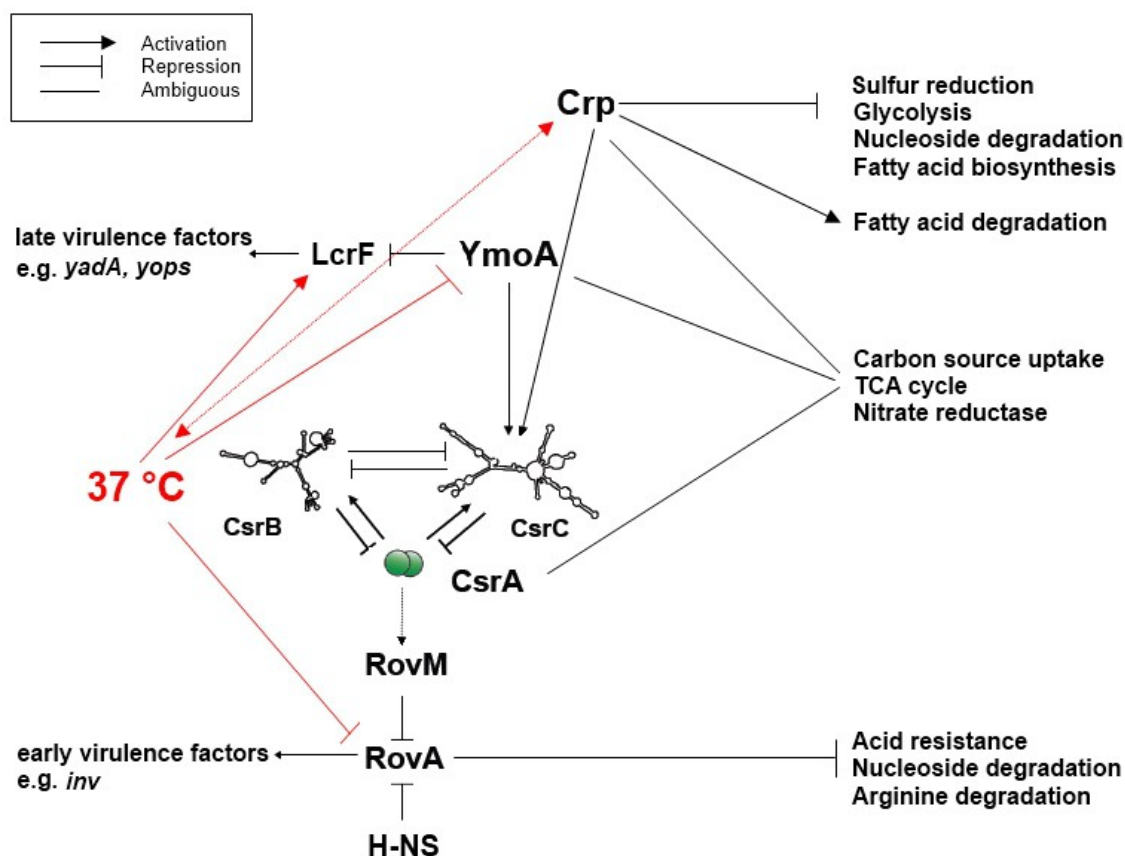 Activation
Repression
Ambiguous
Crp
Sulfur reduction
Glycolysis
Nucleoside degradation
Fatty acid biosynthesis
Fatty acid degradation
late virulence factors
e.g. yadA, yops
LcrF
YmoA
Carbon source uptake
TCA cycle
Nitrate reductase
37 °C
CsrB
CsrC
CsrA
RovM
early virulence factors
e.g. inv
RovA
Acid resistance
Nucleoside degradation
Arginine degradation
H-NS